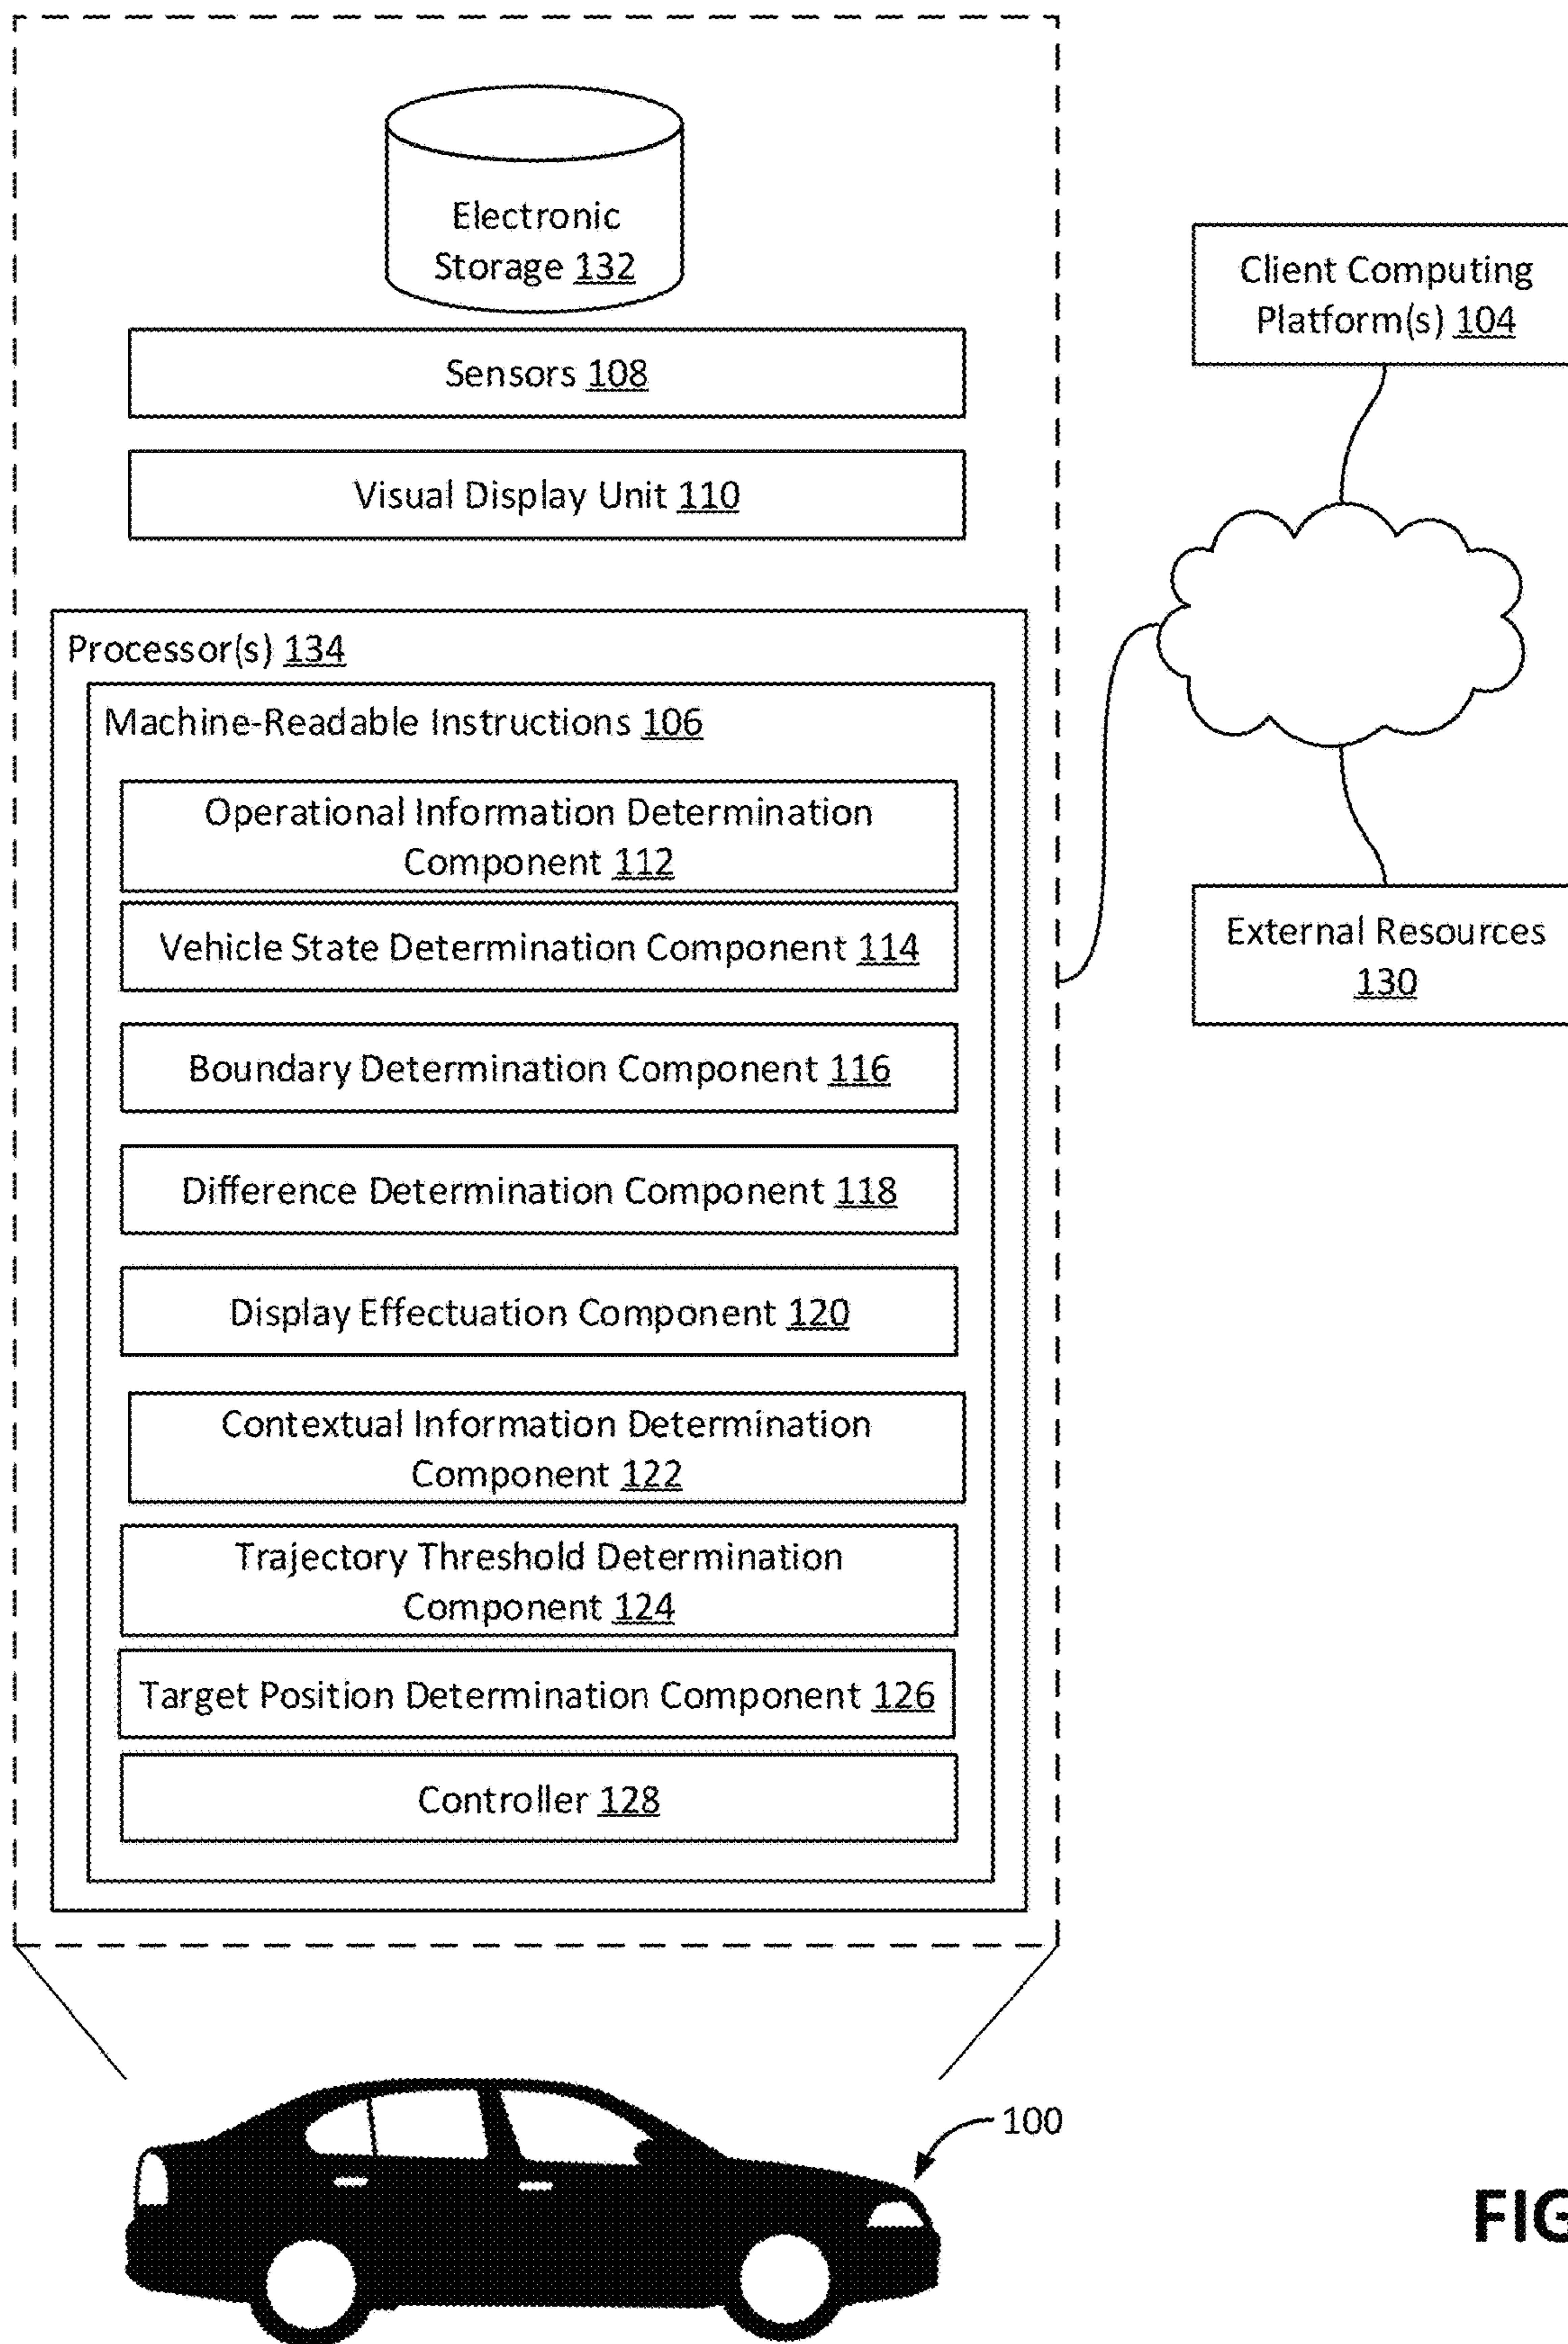 Electronic
Storage 132
Sensors 108
Visual Display Unit 110
Processor(s) 134
Machine-Readable Instructions 106
Operational Information Determination
Component 112
Vehicle State Determination Component 114
Boundary Determination Component 116
Difference Determination Component 118
Display Effectuation Component 120
Contextual Information Determination
Component 122
Trajectory Threshold Determination
Component 124
Target Position Determination Component 126
Controller 128
Client Computing
Platform(s) 104
External Resources
130
100
FIG